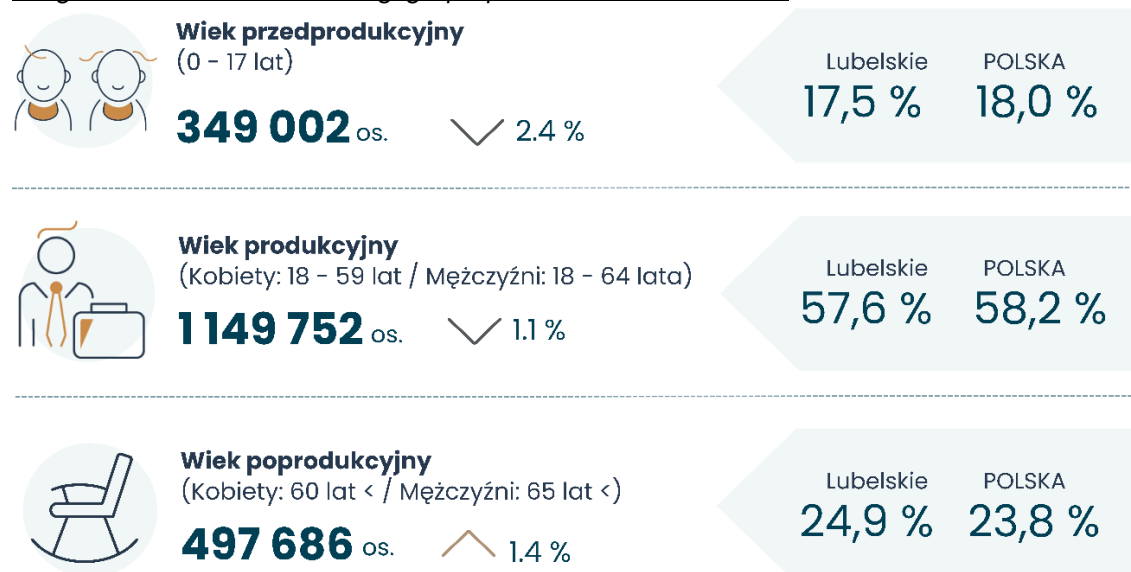 Wiek przedprodukcyjny
(0 - 17 lat)
349 002 os.
2.4 %
Lubelskie
POLSKA
17,5 %
18,0 %
Wiek produkcyjny
(Kobiety: 18 - 59 lat / Mężczyźni: 18 - 64 lata)
1 149 752 os.
1.1 %
Lubelskie
POLSKA
57,6 %
58,2 %
Wiek poprodukcyjny
(Kobiety: 60 lat < / Mężczyźni: 65 lat <)
497 686 os.
1.4 %
Lubelskie
POLSKA
24,9 %
23,8 %